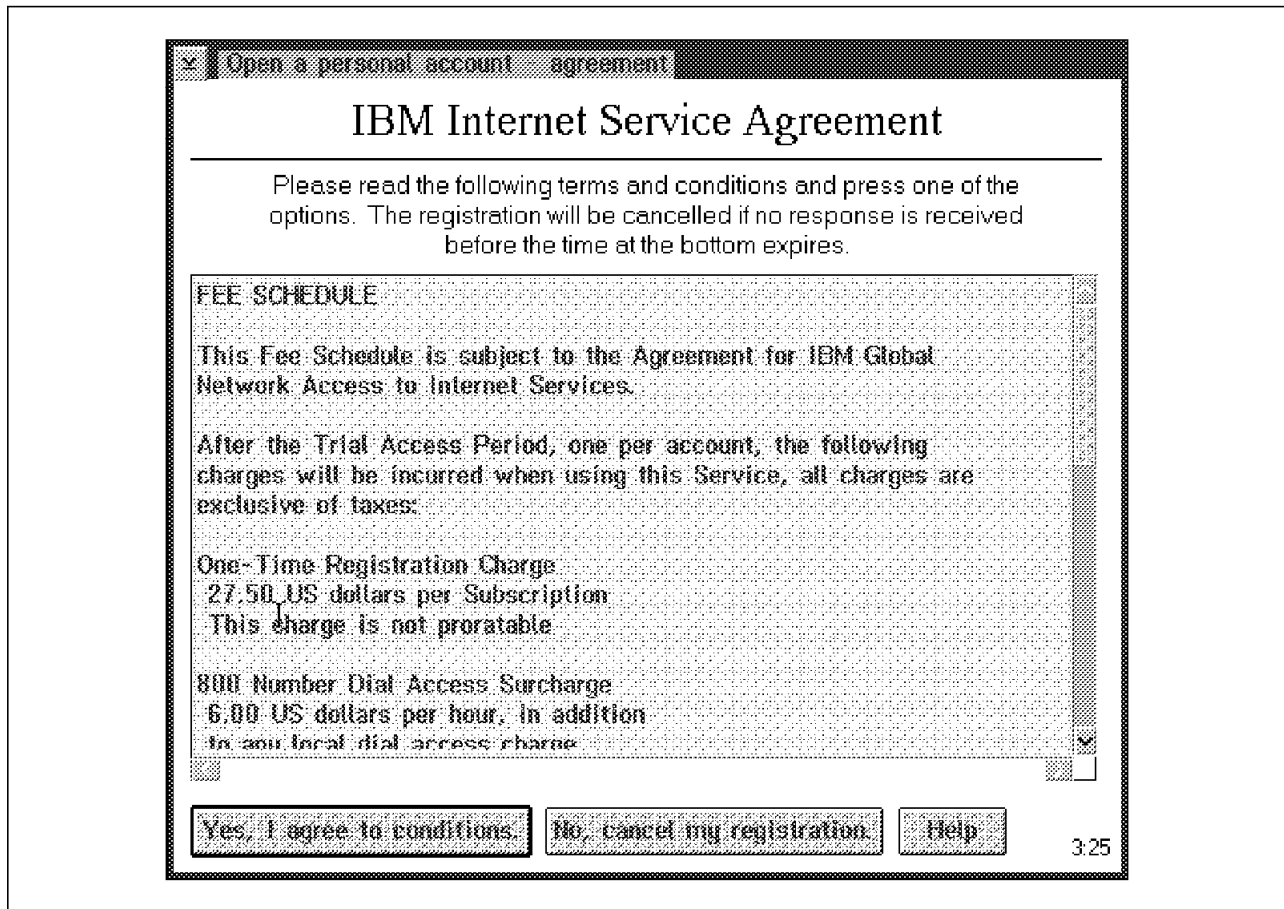 Open a personal account - agreement
IBM Internet Service Agreement
Please read the following terms and conditions and press one of the
options. The registration will be cancelled if no response is received
before the time at the bottom expires.
FEE SCHEDULE
This Fee Schedule is subject to the Agreement for IBM Global
Network Access to Internet Services.
After the Trial Access Period, one per account, the following
charges will be incurred when using this Service, all charges are
exclusive of taxes:
One-Time Registration Charge
27.50 US dollars per Subscription
This charge is not proratable
800 Number Dial Access Surcharge
6.00 US dollars per hour, in addition
to any local dial access charge
Yes, I agree to conditions.
No, cancel my registration.
Help
3:25